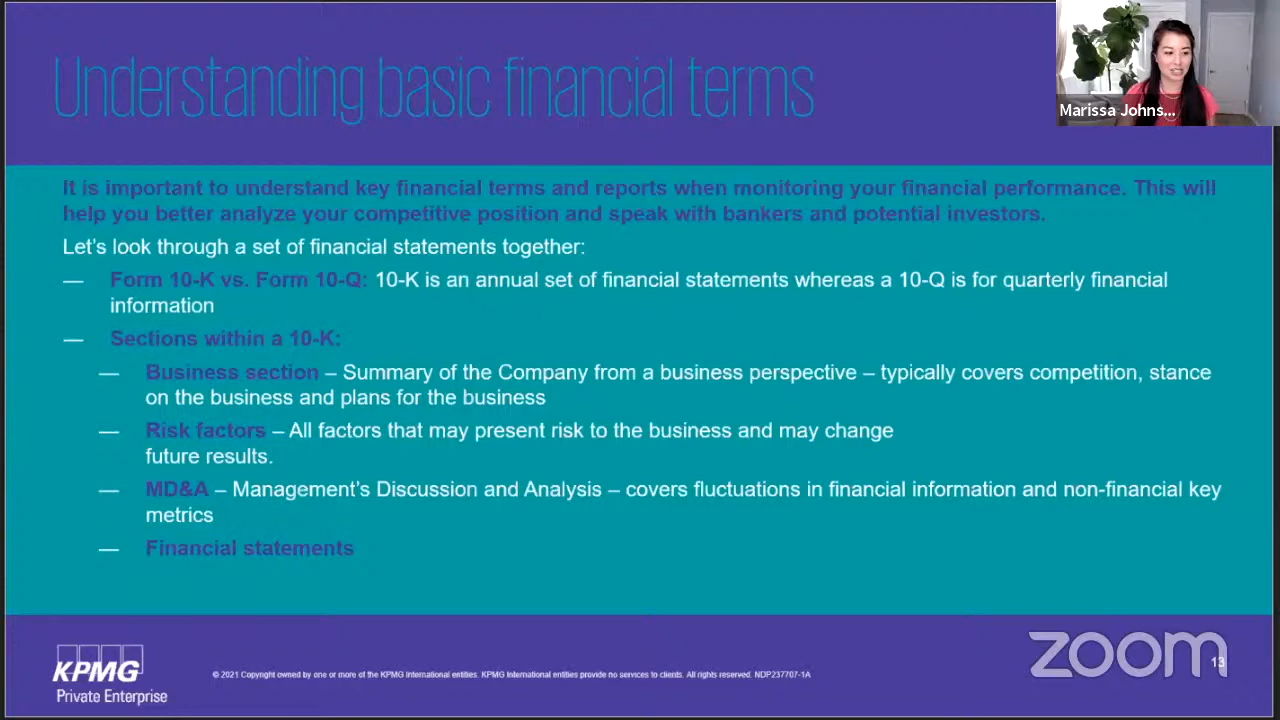 Understanding basic financial terms
Marissa Johns...
It is important to understand key financial terms and reports when monitoring your financial performance. This will
help you better analyze your competitive position and speak with bankers and potential investors.
Let's look through a set of financial statements together:
— Form 10-K vs. Form 10-Q: 10-K is an annual set of financial statements whereas a 10-Q is for quarterly financial
information
— Sections within a 10-K:
— Business section – Summary of the Company from a business perspective – typically covers competition, stance
on the business and plans for the business
— Risk factors – All factors that may present risk to the business and may change
future results.
— MD&A – Management's Discussion and Analysis – covers fluctuations in financial information and non-financial key
metrics
— Financial statements
KPMG
Private Enterprise
© 2021 Copyright owned by one or more of the KPMG International entities. KPMG International entities provide no services to clients. All rights reserved. NDP237707-1A
zoom
13